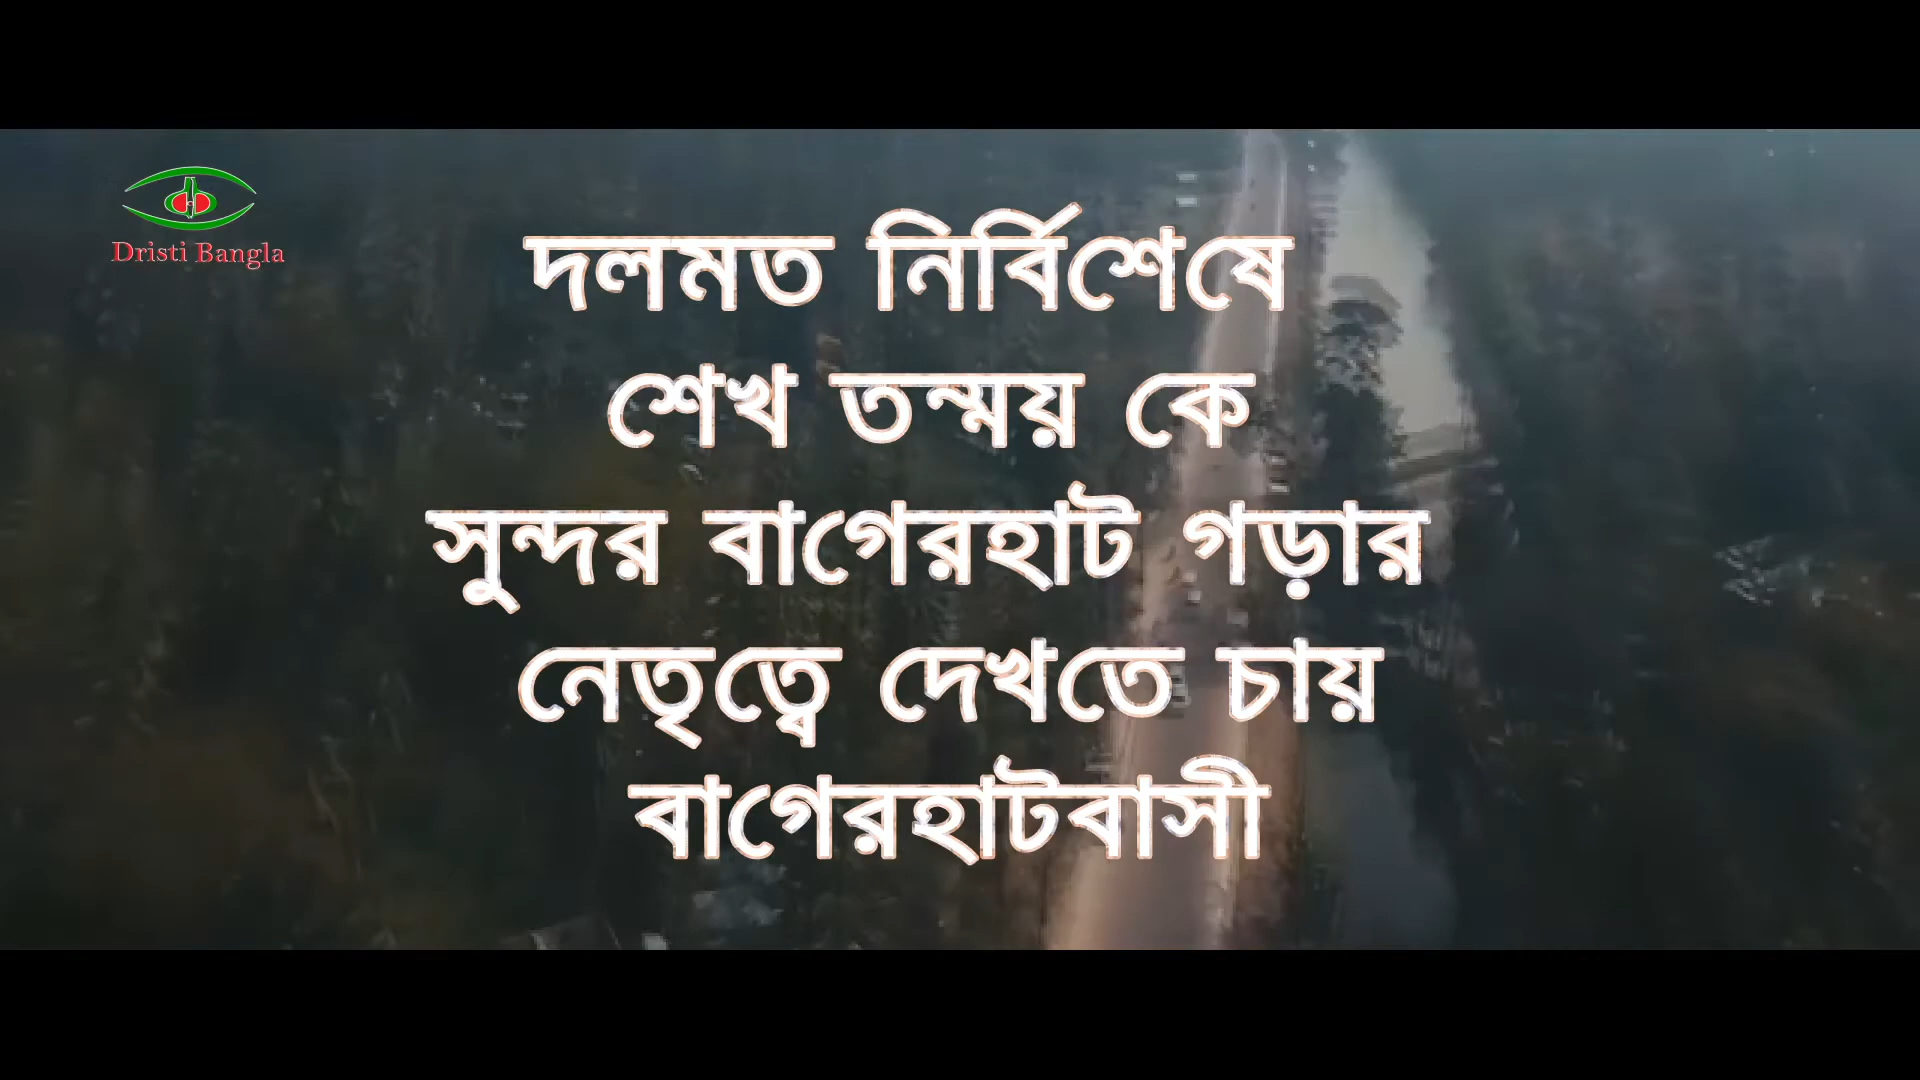 Dristi Bangla
দলমত নির্বিশেষে
শেখ তন্ময় কে
সুন্দর বাগেরহাট গড়ার
নেতৃত্বে দেখতে চায়
বাগেরহাটবাসী